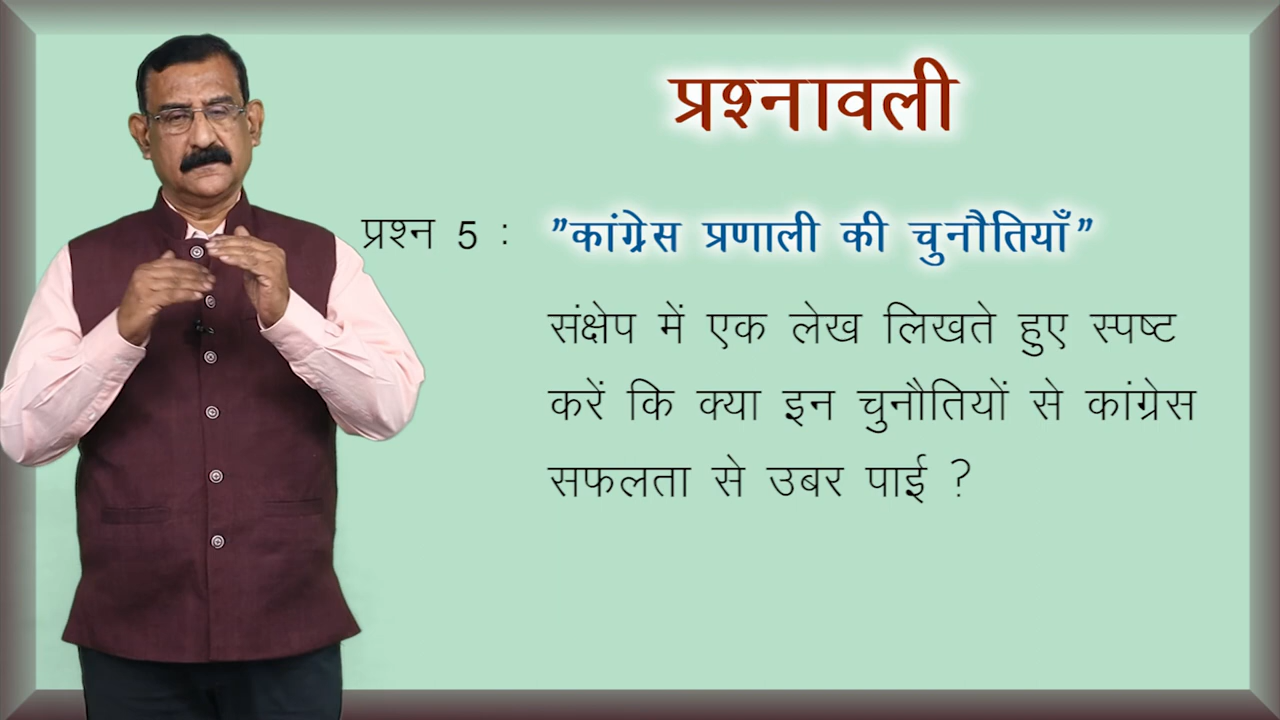 प्रश्नावली
प्रश्न 5 : "कांग्रेस प्रणाली की चुनौतियाँ"
संक्षेप में एक लेख लिखते हुए स्पष्ट
करें कि क्या इन चुनौतियों से कांग्रेस
सफलता से उबर पाई ?